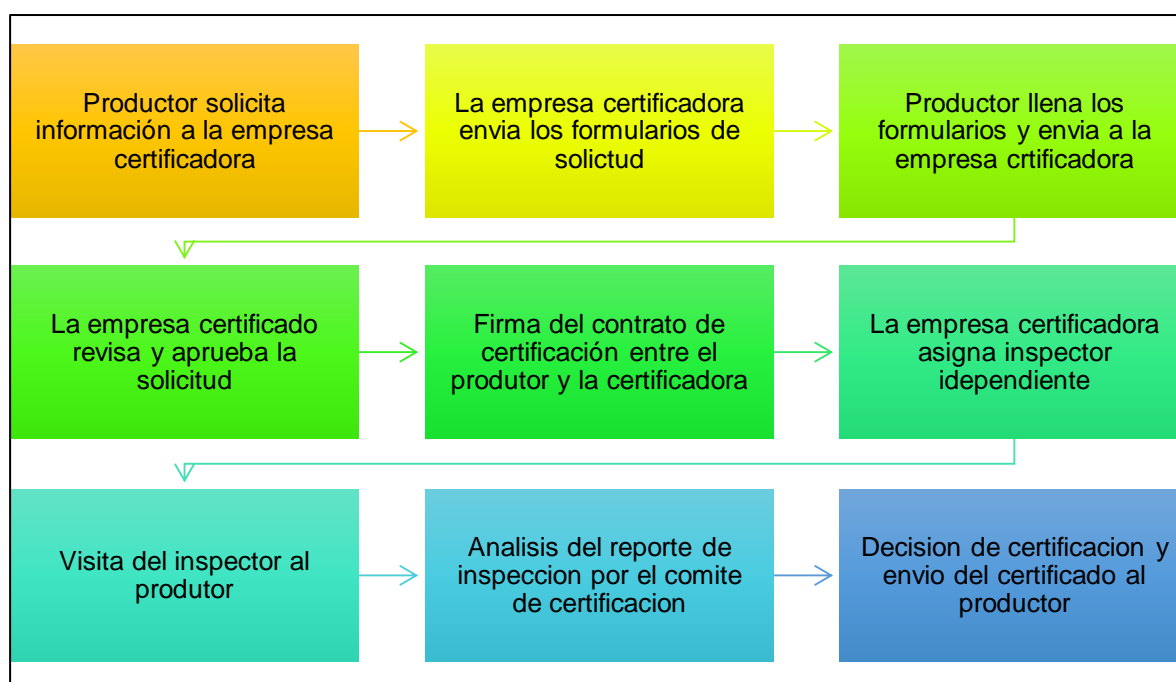 Productor solicita
información a la empresa
certificadora
La empresa certificadora
envia los formularios de
solictud
Productor llena los
formularios y envia a la
empresa crtificadora
La empresa certificado
revisa y aprueba la
solicitud
Firma del contrato de
certificación entre el
produtor y la certificadora
La empresa certificadora
asigna inspector
idependiente
Visita del inspector al
produtor
Analisis del reporte de
inspeccion por el comite
de certificacion
Decision de certificacion y
envio del certificado al
productor